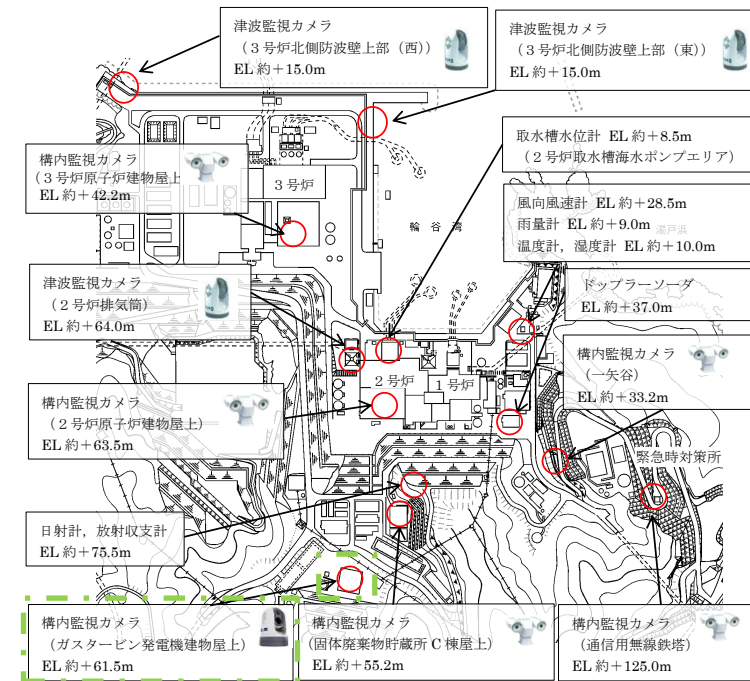 津波監視カメラ
(3号炉北側防波壁上部(西))
EL 約+15.0m
津波監視カメラ
(3号炉北側防波壁上部(東))
EL 約+15.0m
取水槽水位計 EL 約+8.5m
(2号炉取水槽海水ポンプエリア)
構内監視カメラ
(3号炉原子炉建物屋上
EL 約+42.2m
3号炉
輪谷湾
風向風速計 EL 約+28.5m
雨量計 EL 約+9.0m
温度計,湿度計 EL 約+10.0m
湯戸浜
津波監視カメラ
(2号炉排気筒)
EL 約+64.0m
ドップラーソーダ
EL 約+37.0m
構内監視カメラ
(一矢谷)
EL 約+33.2m
2号炉
1号炉
構内監視カメラ
(2号炉原子炉建物屋上)
EL 約+63.5m
緊急時対策所
日射計,放射収支計
EL 約+75.5m
構内監視カメラ
(ガスタービン発電機建物屋上)
EL 約+61.5m
構内監視カメラ
(固体廃棄物貯蔵所 C 棟屋上)
EL 約+55.2m
構内監視カメラ
(通信用無線鉄塔)
EL 約+125.0m